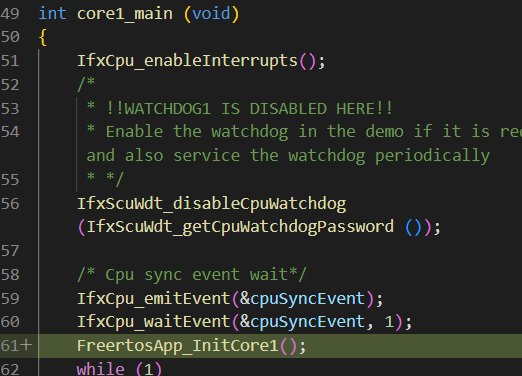 49 int core1_main (void)
50 {
51 IfxCpu_enableInterrupts();
52 /*
53 * !!WATCHDOG1 IS DISABLED HERE!!
54 * Enable the watchdog in the demo if it is
and also service the watchdog periodically
55 * */
56 IfxScuWdt_disableCpuWatchdog
(IfxScuWdt_getCpuWatchdogPassword ());
57
58 /* Cpu sync event wait*/
59 IfxCpu_emitEvent(&cpuSyncEvent);
60 IfxCpu_waitEvent(&cpuSyncEvent, 1);
61+ FreertosApp_InitCore1();
62 while (1)